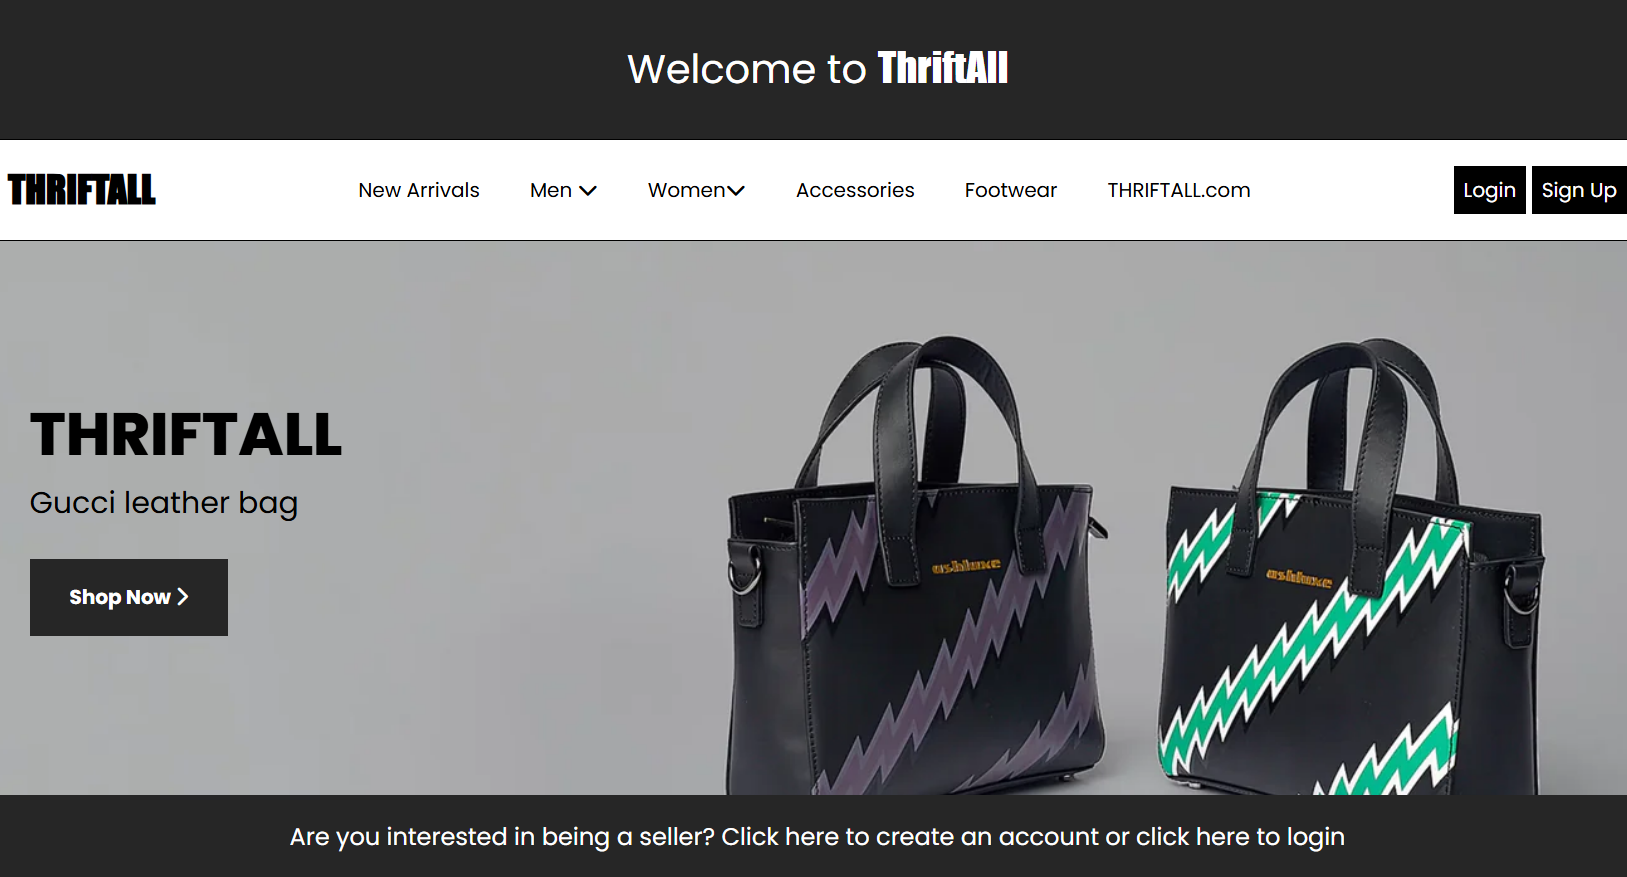 Welcome to ThriftAll
THRIFTALL
New Arrivals Men Women Accessories Footwear THRIFTALL.com
Login Sign Up
THRIFTALL
Gucci leather bag
Shop Now
ashluxe
ashluxe
Are you interested in being a seller? Click here to create an account or click here to login